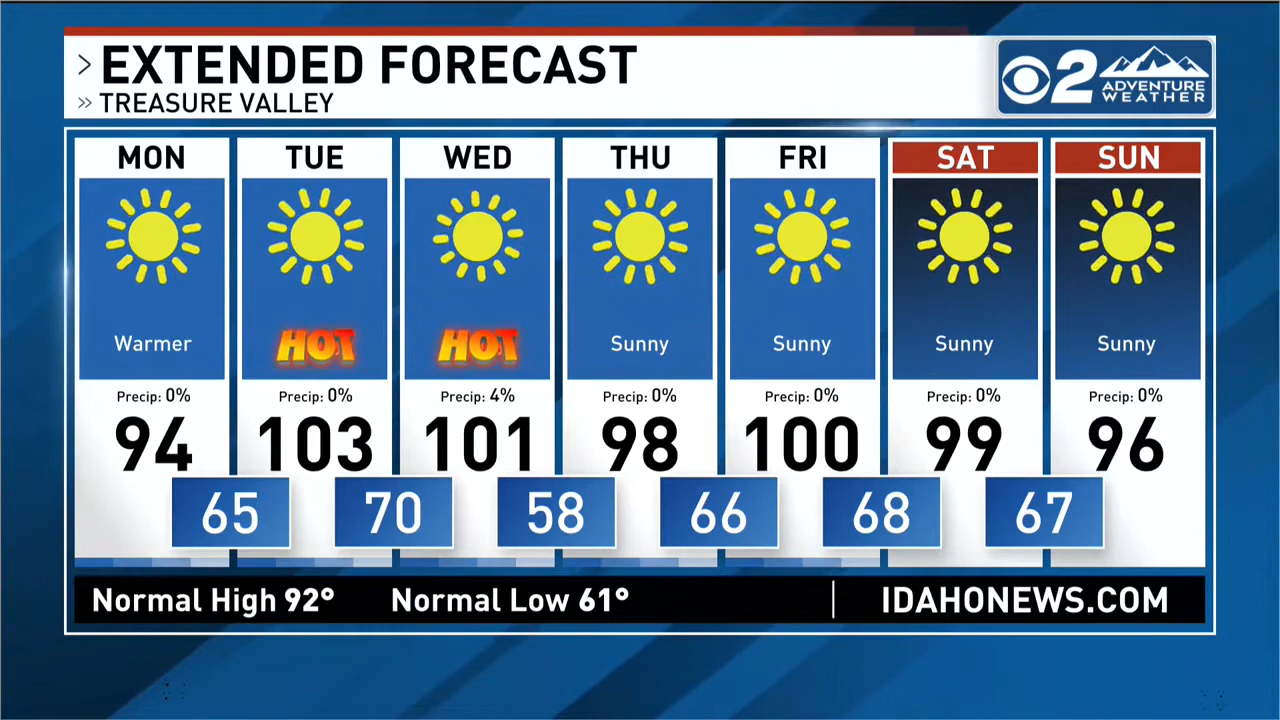 > EXTENDED FORECAST
» TREASURE VALLEY
2 ADVENTURE
WEATHER
MON TUE WED THU FRI SAT SUN
Warmer HOT HOT Sunny Sunny Sunny Sunny
Precip: 0% Precip: 0% Precip: 4% Precip: 0% Precip: 0% Precip: 0% Precip: 0%
94 103 101 98 100 99 96
65 70 58 66 68 67
Normal High 92° Normal Low 61° IDAHONEWS.COM